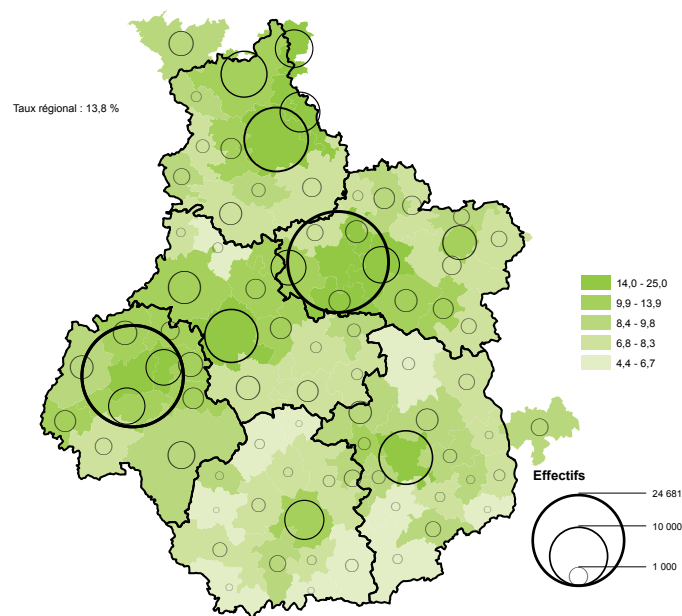 Taux régional : 13,8 %
14,0 - 25,0
9,9 - 13,9
8,4 - 9,8
6,8 - 8,3
4,4 - 6,7
Effectifs
24 681
10 000
1 000